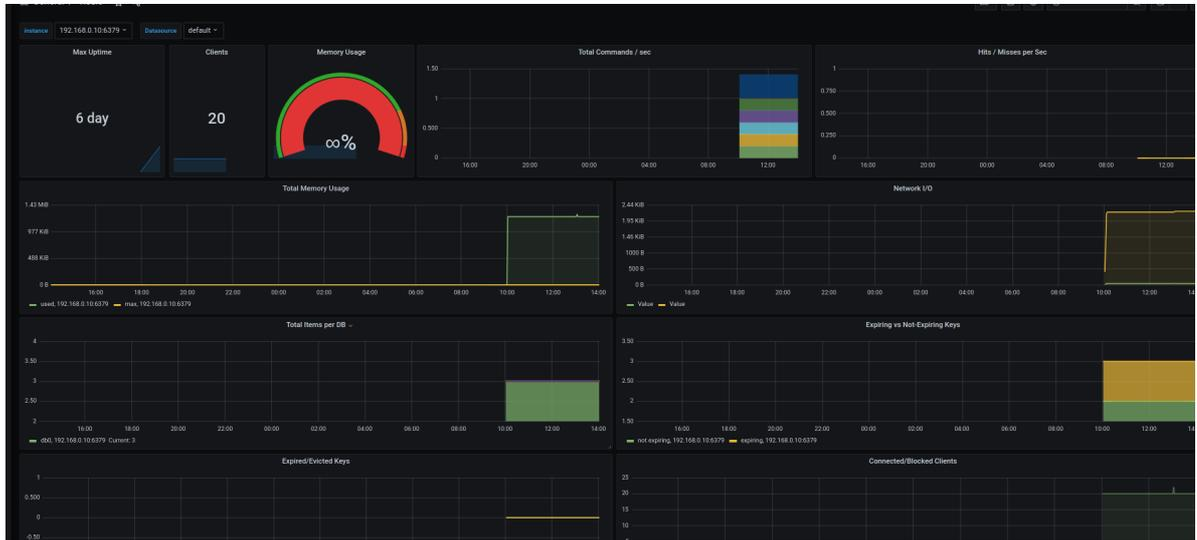 instance 192.168.0.10:6379 Datasource default
Max Uptime
6 day
Clients
20
Memory Usage
∞%
Total Commands / sec
1.50
1
0.500
0
16:00 20:00 00:00 04:00 08:00 12:00
Hits / Misses per Sec
1
0.750
0.500
0.250
0
16:00 20:00 00:00 04:00 08:00 12:00
Total Memory Usage
1.43 MiB
977 KiB
488 KiB
0 B
16:00 18:00 20:00 22:00 00:00 02:00 04:00 06:00 08:00 10:00 12:00 14:00
used, 192.168.0.10:6379 max, 192.168.0.10:6379
Network I/O
2.44 KiB
1.95 KiB
1.46 KiB
1000 B
500 B
0 B
16:00 18:00 20:00 22:00 00:00 02:00 04:00 06:00 08:00 10:00 12:00 14
Value Value
Total Items per DB
4
3.50
3
2.50
2
16:00 18:00 20:00 22:00 00:00 02:00 04:00 06:00 08:00 10:00 12:00 14:00
db0, 192.168.0.10:6379 Current: 3
Expiring vs Not-Expiring Keys
3.50
3
2.50
2
1.50
16:00 18:00 20:00 22:00 00:00 02:00 04:00 06:00 08:00 10:00 12:00 14
not expiring, 192.168.0.10:6379 expiring, 192.168.0.10:6379
Expired/Evicted Keys
1
0.500
0
-0.50
Connected/Blocked Clients
25
20
15
10